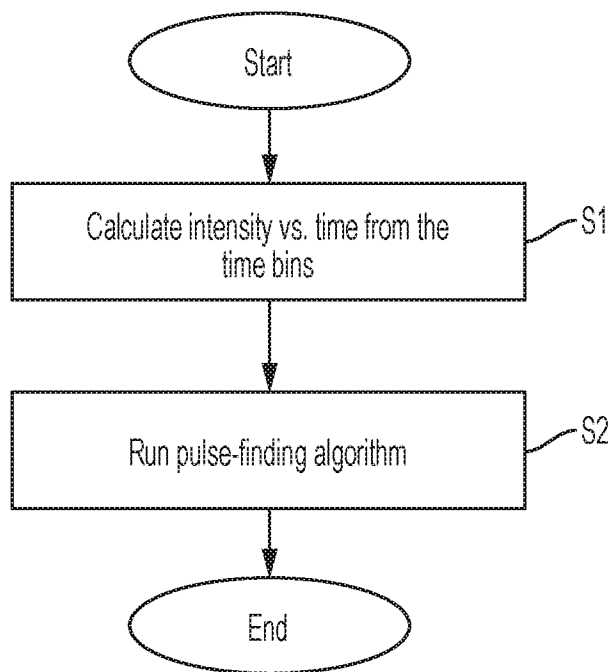 Start
Calculate intensity vs. time from the
time bins
S1
Run pulse-finding algorithm
S2
End